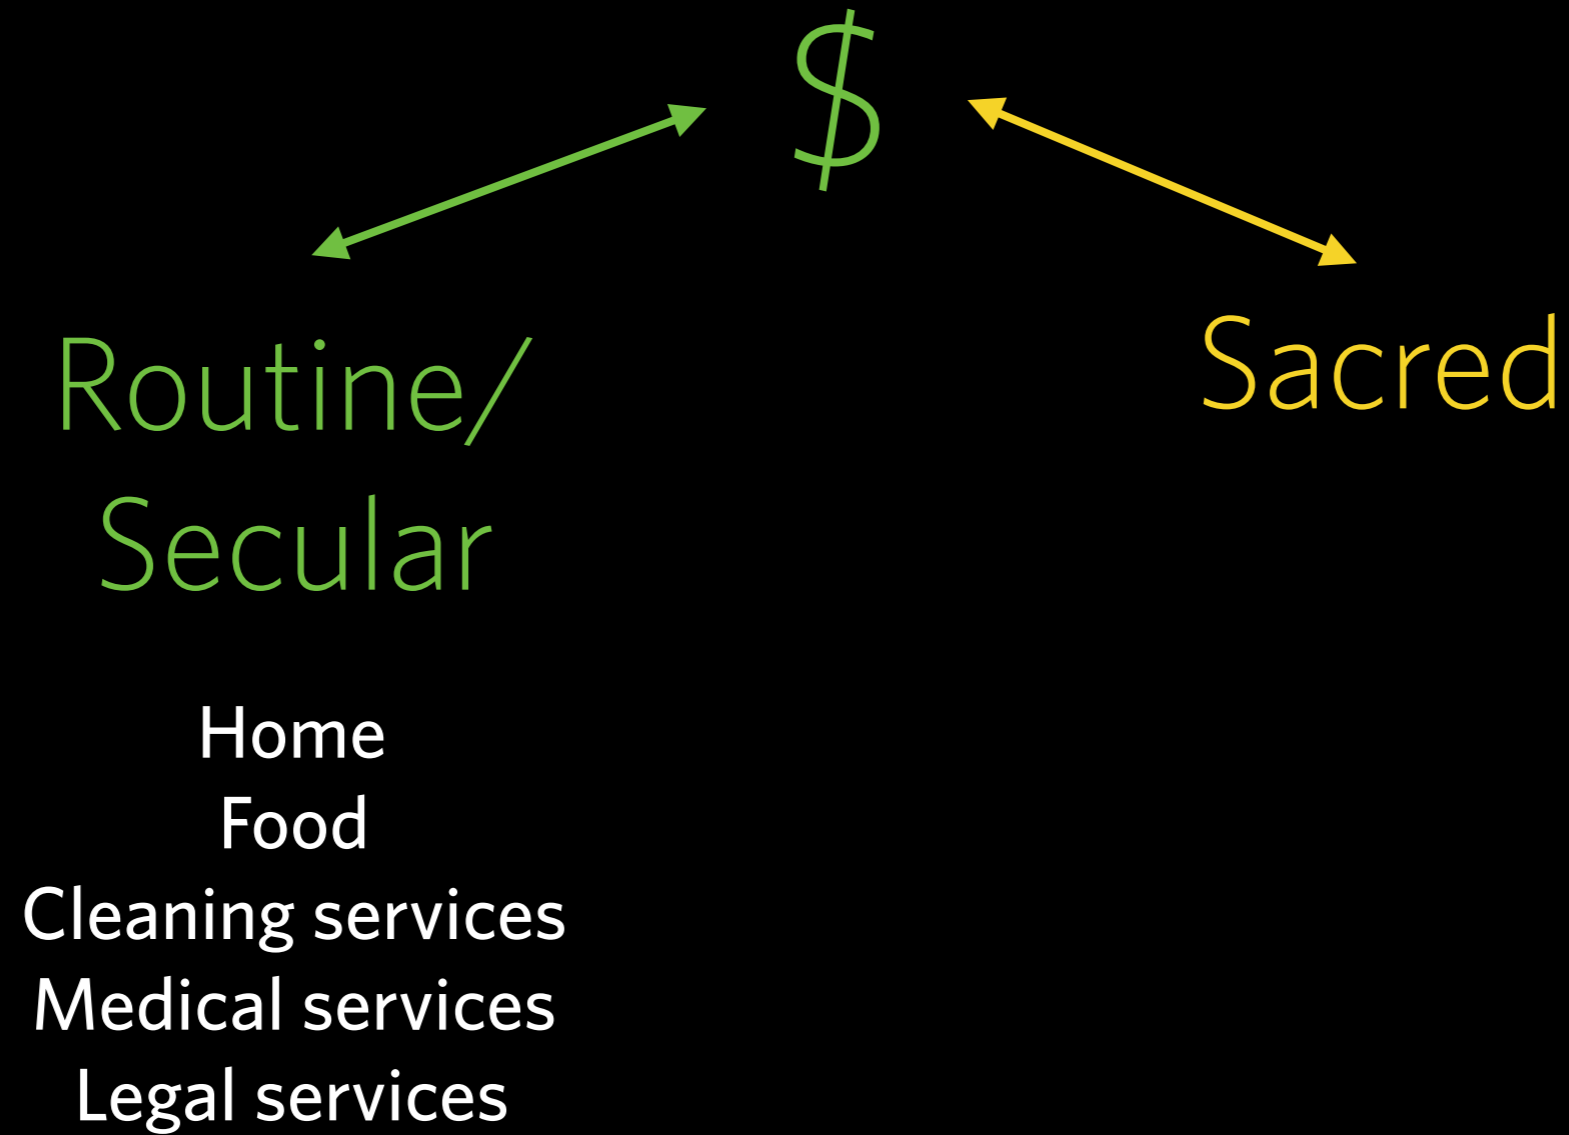 $
Routine/
Secular
Sacred
Home
Food
Cleaning services
Medical services
Legal services